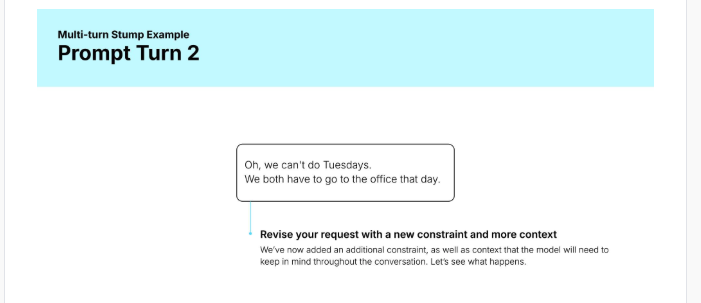 Multi-turn Stump Example
Prompt Turn 2
Oh, we can't do Tuesdays.
We both have to go to the office that day.
Revise your request with a new constraint and more context
We've now added an additional constraint, as well as context that the model will need to
keep in mind throughout the conversation. Let's see what happens.